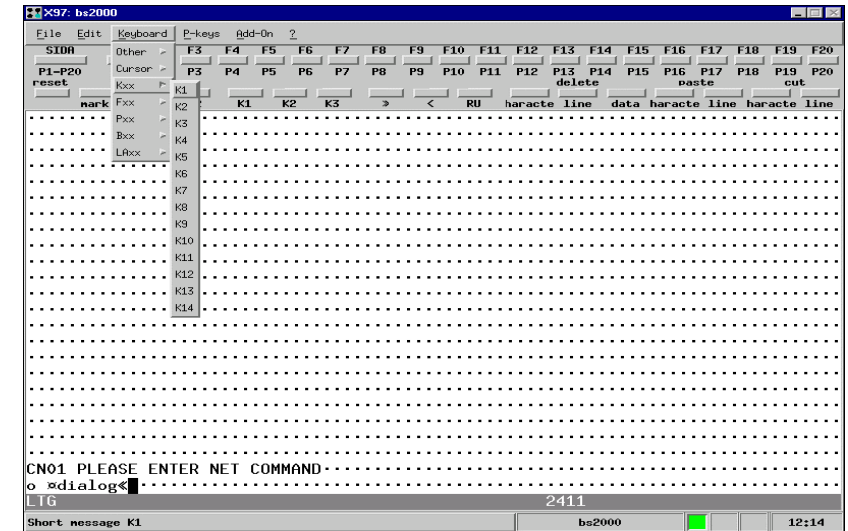 X97: bs2000
File Edit Keyboard P-keys Add-On ?
SIDA F3 F4 F5 F6 F7 F8 F9 F10 F11 F12 F13 F14 F15 F16 F17 F18 F19 F20
P1-P20 P3 P4 P5 P6 P7 P8 P9 P10 P11 P12 P13 P14 P15 P16 P17 P18 P19 P20
reset delete paste cut
mark K1 K2 K3 » < RU haracte line data haracte line haracte line
Other
Cursor
Kxx
Fxx
Pxx
Bxx
LAxx
K1
K2
K3
K4
K5
K6
K7
K8
K9
K10
K11
K12
K13
K14
CN01 PLEASE ENTER NET COMMAND
o ¤dialog«
LTG 2411
Short message K1 bs2000 12:14